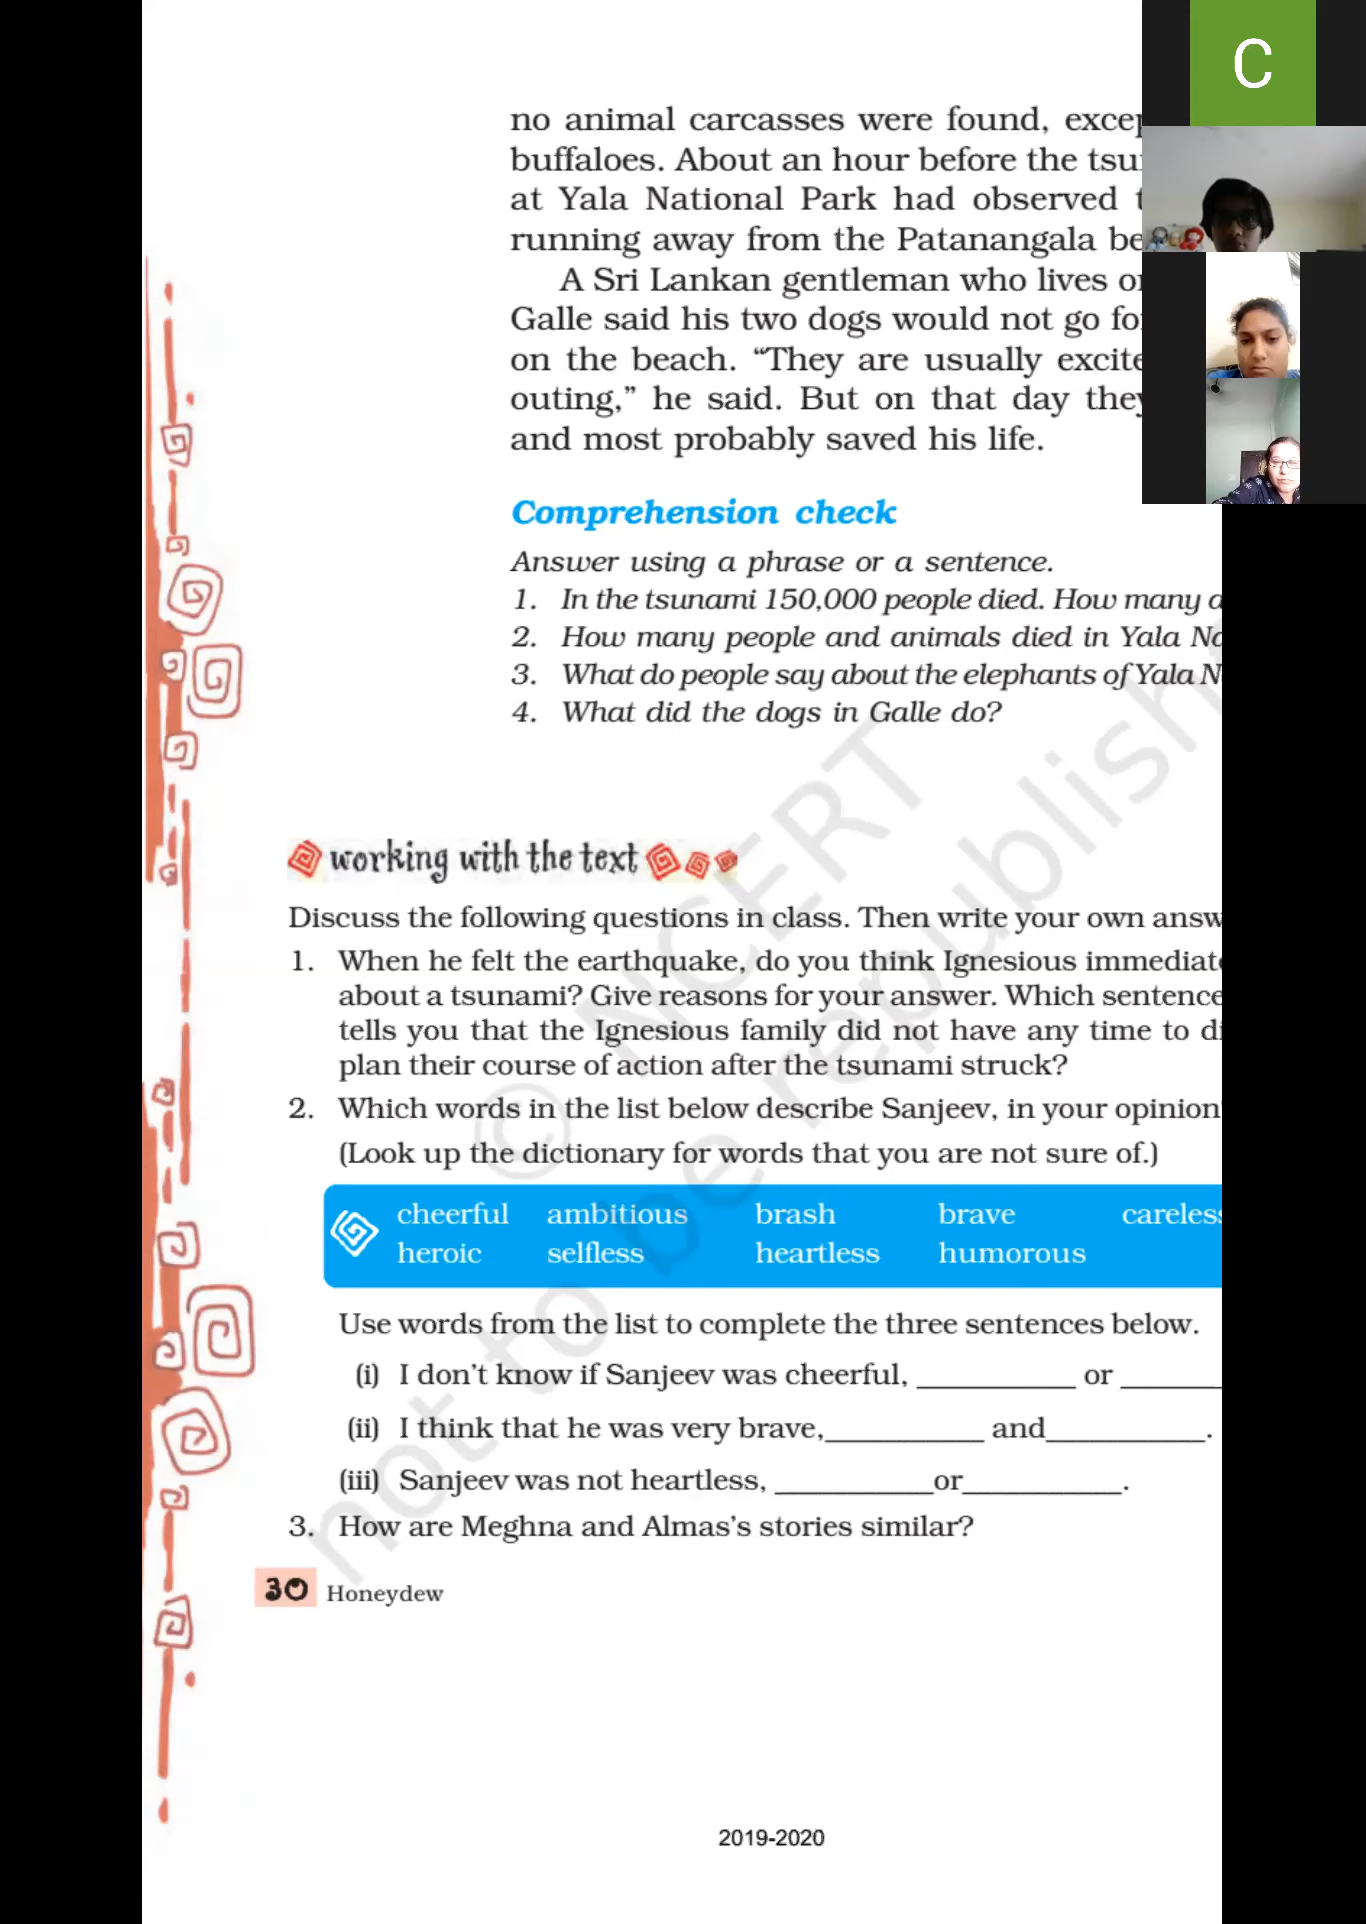 C
no animal carcasses were found, excep
buffaloes. About an hour before the tsu
at Yala National Park had observed t
running away from the Patanangala be
A Sri Lankan gentleman who lives o
Galle said his two dogs would not go fo
on the beach. “They are usually excite
outing,” he said. But on that day they
and most probably saved his life.
Comprehension check
Answer using a phrase or a sentence.
1. In the tsunami 150,000 people died. How many a
2. How many people and animals died in Yala Na
3. What do people say about the elephants of Yala N
4. What did the dogs in Galle do?
working with the text
Discuss the following questions in class. Then write your own answ
1. When he felt the earthquake, do you think Ignesious immediate
about a tsunami? Give reasons for your answer. Which sentence
tells you that the Ignesious family did not have any time to di
plan their course of action after the tsunami struck?
2. Which words in the list below describe Sanjeev, in your opinion
(Look up the dictionary for words that you are not sure of.)
cheerful ambitious brash brave careless
heroic selfless heartless humorous
Use words from the list to complete the three sentences below.
(i) I don’t know if Sanjeev was cheerful, __________ or ______
(ii) I think that he was very brave,__________ and__________.
(iii) Sanjeev was not heartless, __________or__________.
3. How are Meghna and Almas’s stories similar?
30 Honeydew
© NCERT
not to be republishe
2019-2020